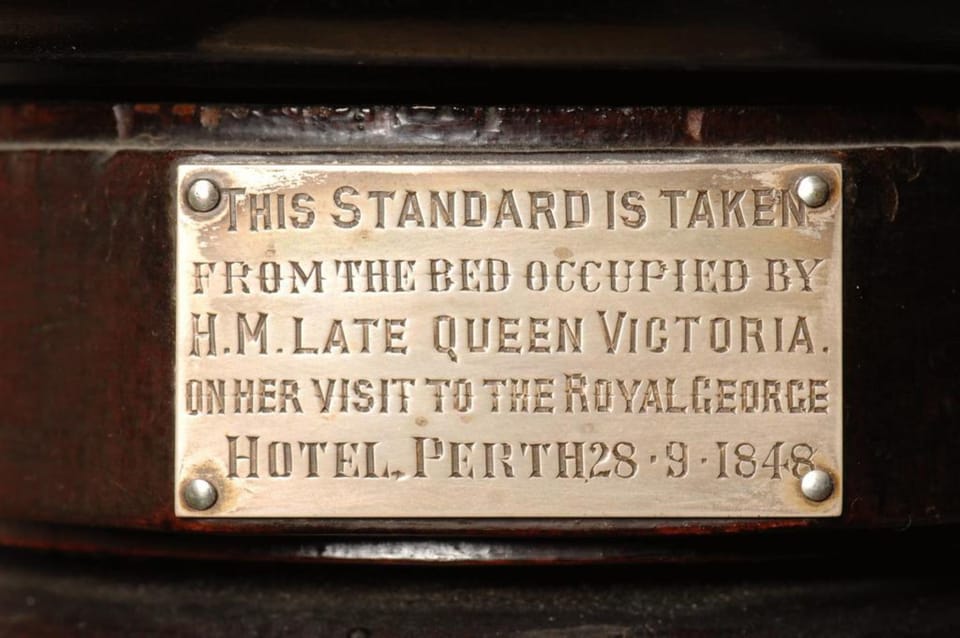 THIS STANDARD IS TAKEN
FROM THE BED OCCUPIED BY
H.M. LATE QUEEN VICTORIA.
ON HER VISIT TO THE ROYAL GEORGE
HOTEL, PERTH 28·9·1848